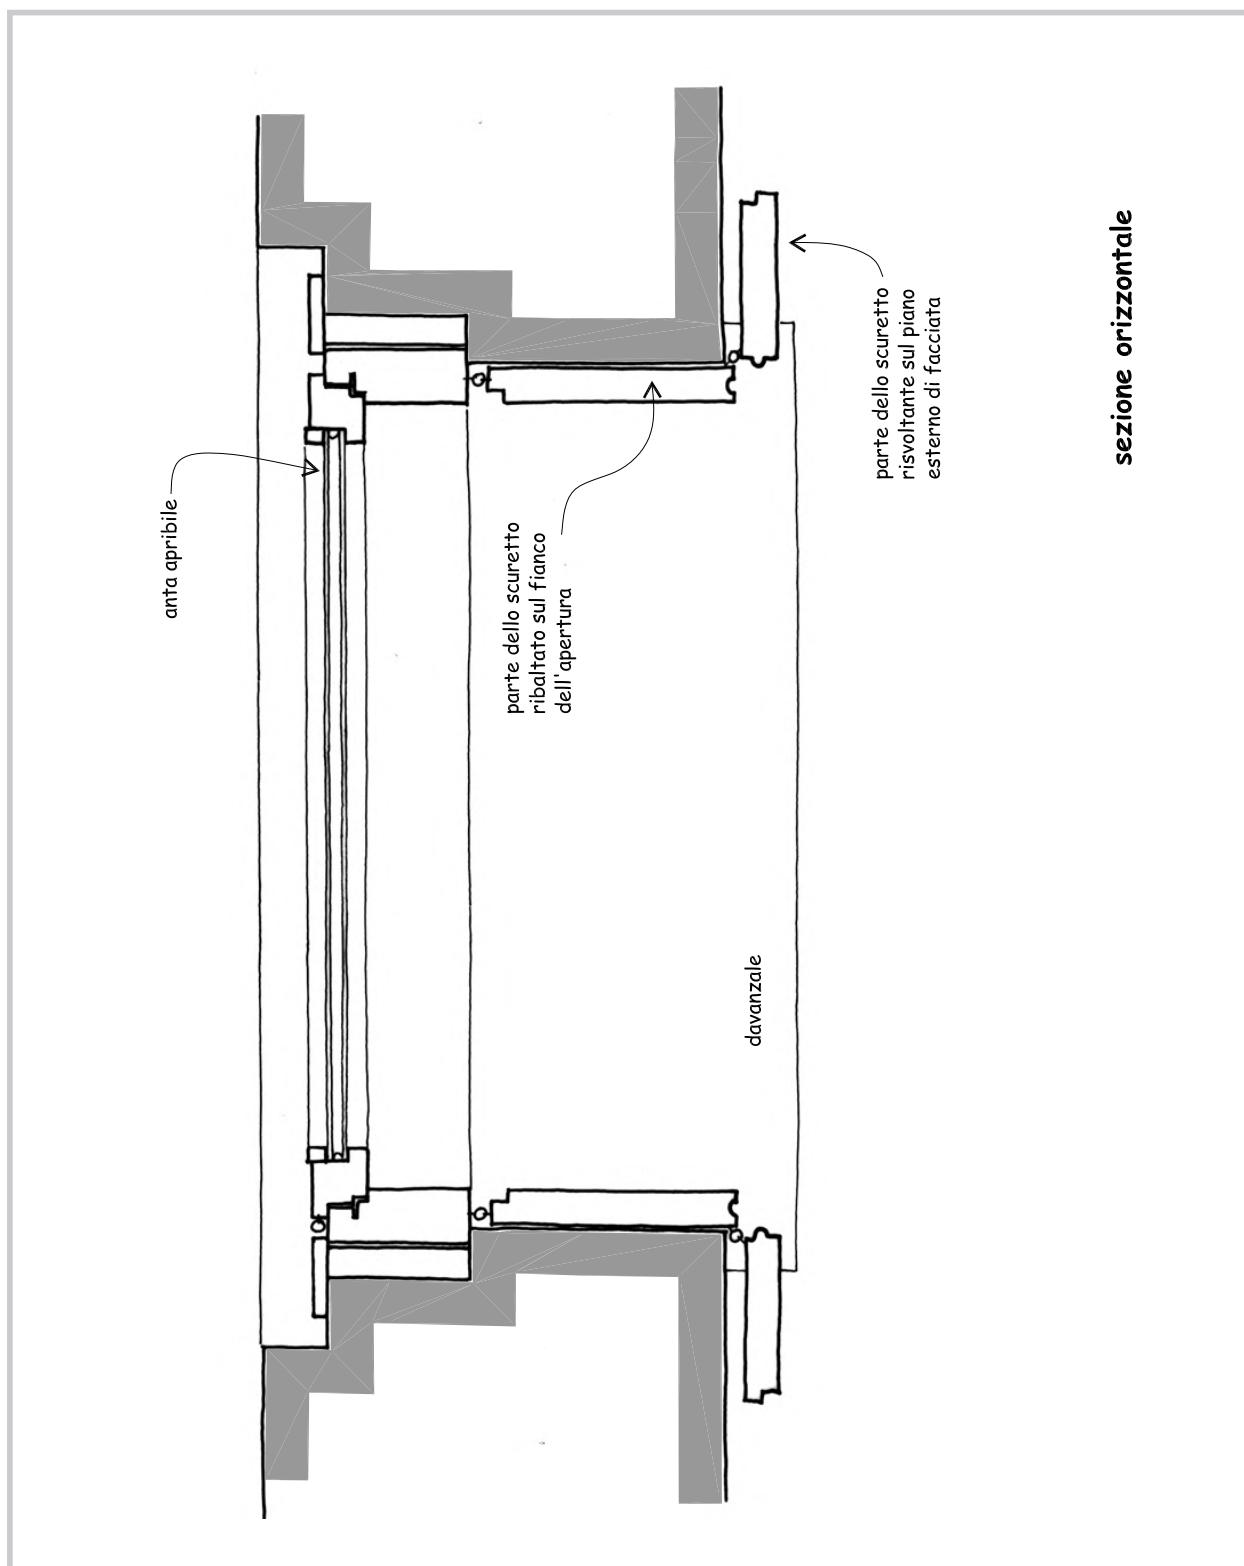 anta apribile
parte dello scuretto
ribaltato sul fianco
dell'apertura
davanzale
parte dello scuretto
risvoltante sul piano
esterno di facciata
sezione orizzontale